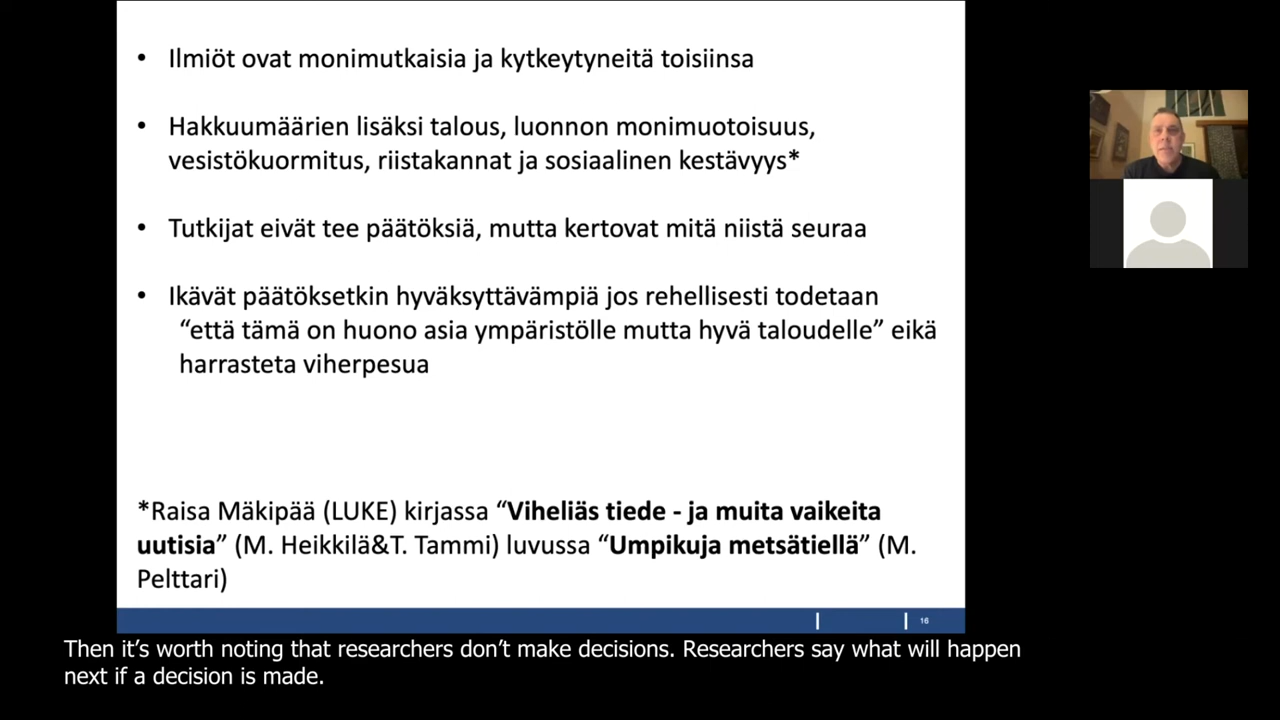 • Ilmiöt ovat monimutkaisia ja kytkeytyneitä toisiinsa
• Hakkuumäärien lisäksi talous, luonnon monimuotoisuus,
vesistökuormitus, riistakannat ja sosiaalinen kestävyys*
• Tutkijat eivät tee päätöksiä, mutta kertovat mitä niistä seuraa
• Ikävät päätöksetkin hyväksyttävämpiä jos rehellisesti todetaan
“että tämä on huono asia ympäristölle mutta hyvä taloudelle” eikä
harrasteta viherpesua
*Raisa Mäkipää (LUKE) kirjassa “Viheliäs tiede - ja muita vaikeita
uutisia” (M. Heikkilä&T. Tammi) luvussa “Umpikuja metsätiellä” (M.
Pelttari)
16
Then it’s worth noting that researchers don’t make decisions. Researchers say what will happen
next if a decision is made.